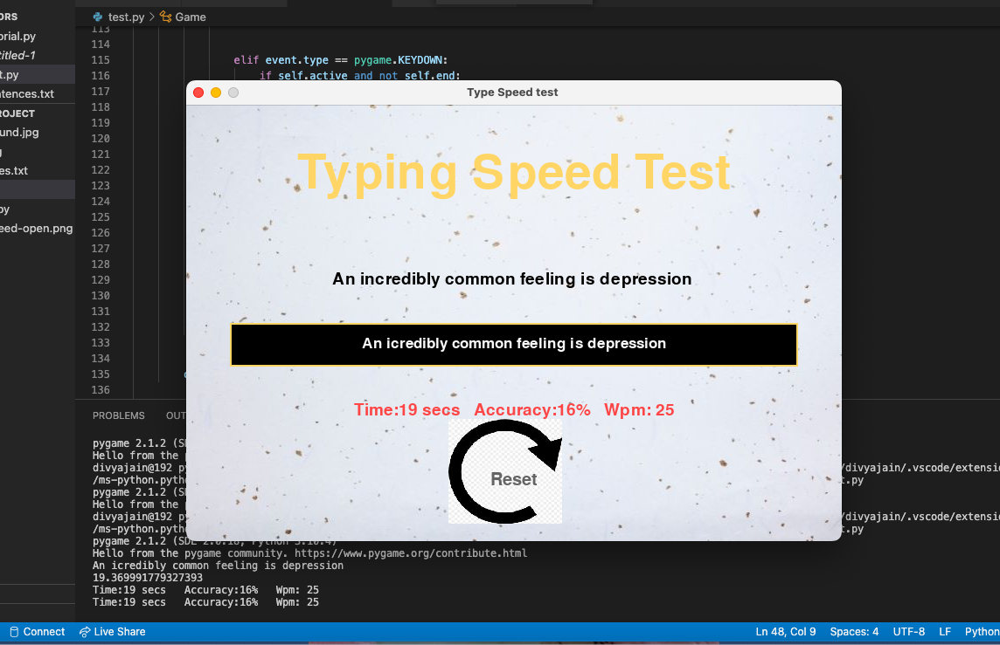 test.py > Game
ORS
orial.py
titled-1
t.py
tences.txt
ROJECT
und.jpg
g
es.txt
py
eed-open.png
113
114
115 elif event.type == pygame.KEYDOWN:
116 if self.active and not self.end:
117
118
119
120
121
122
123
124
125
126
127
128
129
130
131
132
133
134
135
136
Type Speed test
Typing Speed Test
An incredibly common feeling is depression
An icredibly common feeling is depression
Time:19 secs Accuracy:16% Wpm: 25
Reset
PROBLEMS OUT
pygame 2.1.2 (SD
Hello from the p
divyajain@192 py /divyajain/.vscode/extensio
/ms-python.pytho t.py
pygame 2.1.2 (SD
Hello from the p
divyajain@192 py /divyajain/.vscode/extensio
/ms-python.pytho t.py
pygame 2.1.2 (SDL 2.0.18, Python 3.10.4)
Hello from the pygame community. https://www.pygame.org/contribute.html
An icredibly common feeling is depression
19.369991779327393
Time:19 secs Accuracy:16% Wpm: 25
Time:19 secs Accuracy:16% Wpm: 25
Connect Live Share Ln 48, Col 9 Spaces: 4 UTF-8 LF Python